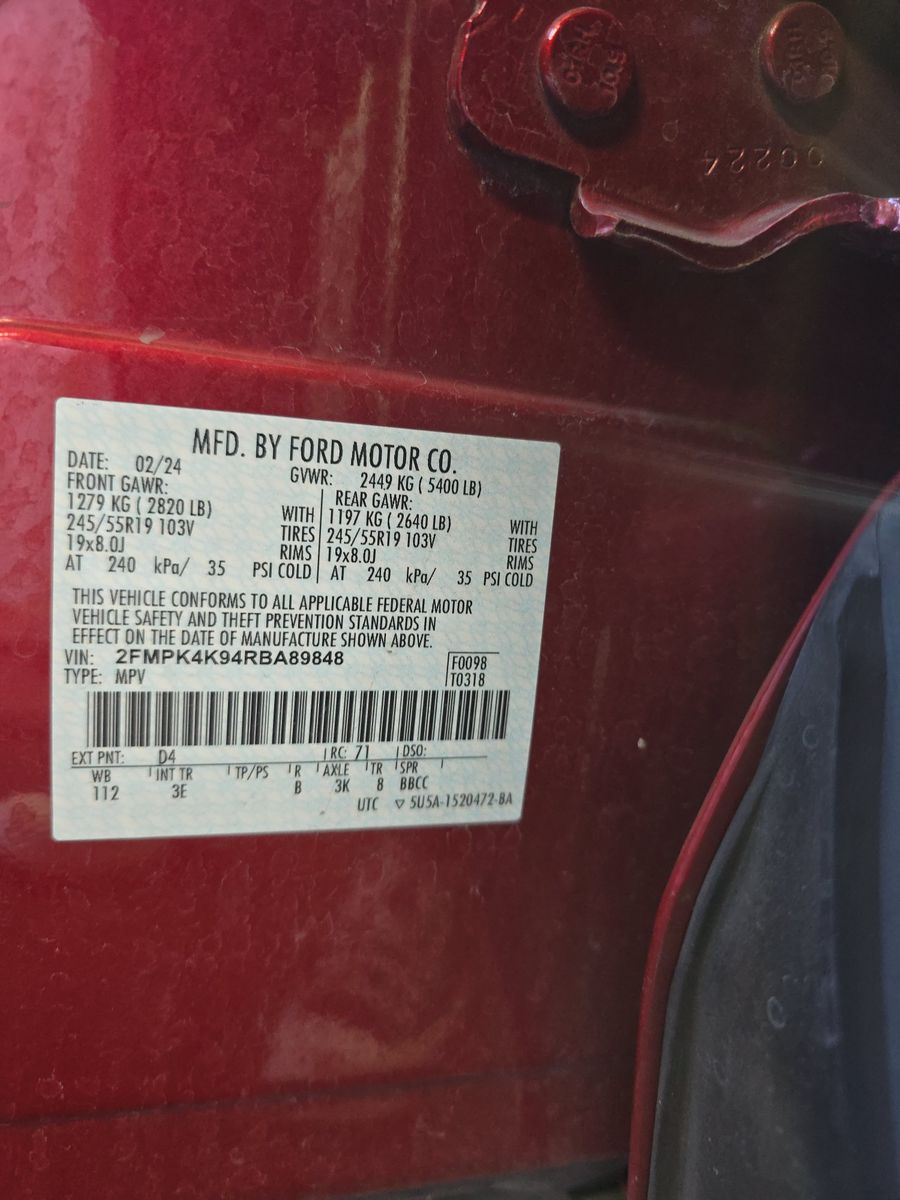 00224
MFD. BY FORD MOTOR CO.
DATE: 02/24 GVWR: 2449 KG ( 5400 LB)
FRONT GAWR: REAR GAWR:
1279 KG ( 2820 LB) WITH 1197 KG ( 2640 LB) WITH
245/55R19 103V TIRES 245/55R19 103V TIRES
19x8.0J RIMS 19x8.0J RIMS
AT 240 kPa/ 35 PSI COLD AT 240 kPa/ 35 PSI COLD
THIS VEHICLE CONFORMS TO ALL APPLICABLE FEDERAL MOTOR
VEHICLE SAFETY AND THEFT PREVENTION STANDARDS IN
EFFECT ON THE DATE OF MANUFACTURE SHOWN ABOVE.
VIN: 2FMPK4K94RBA89848 F0098
TYPE: MPV T0318
EXT PNT: D4 RC: 71 DSO:
WB INT TR TP/PS R AXLE TR SPR
112 3E B 3K 8 BBCC
UTC ▽ 5U5A-1520472-BA